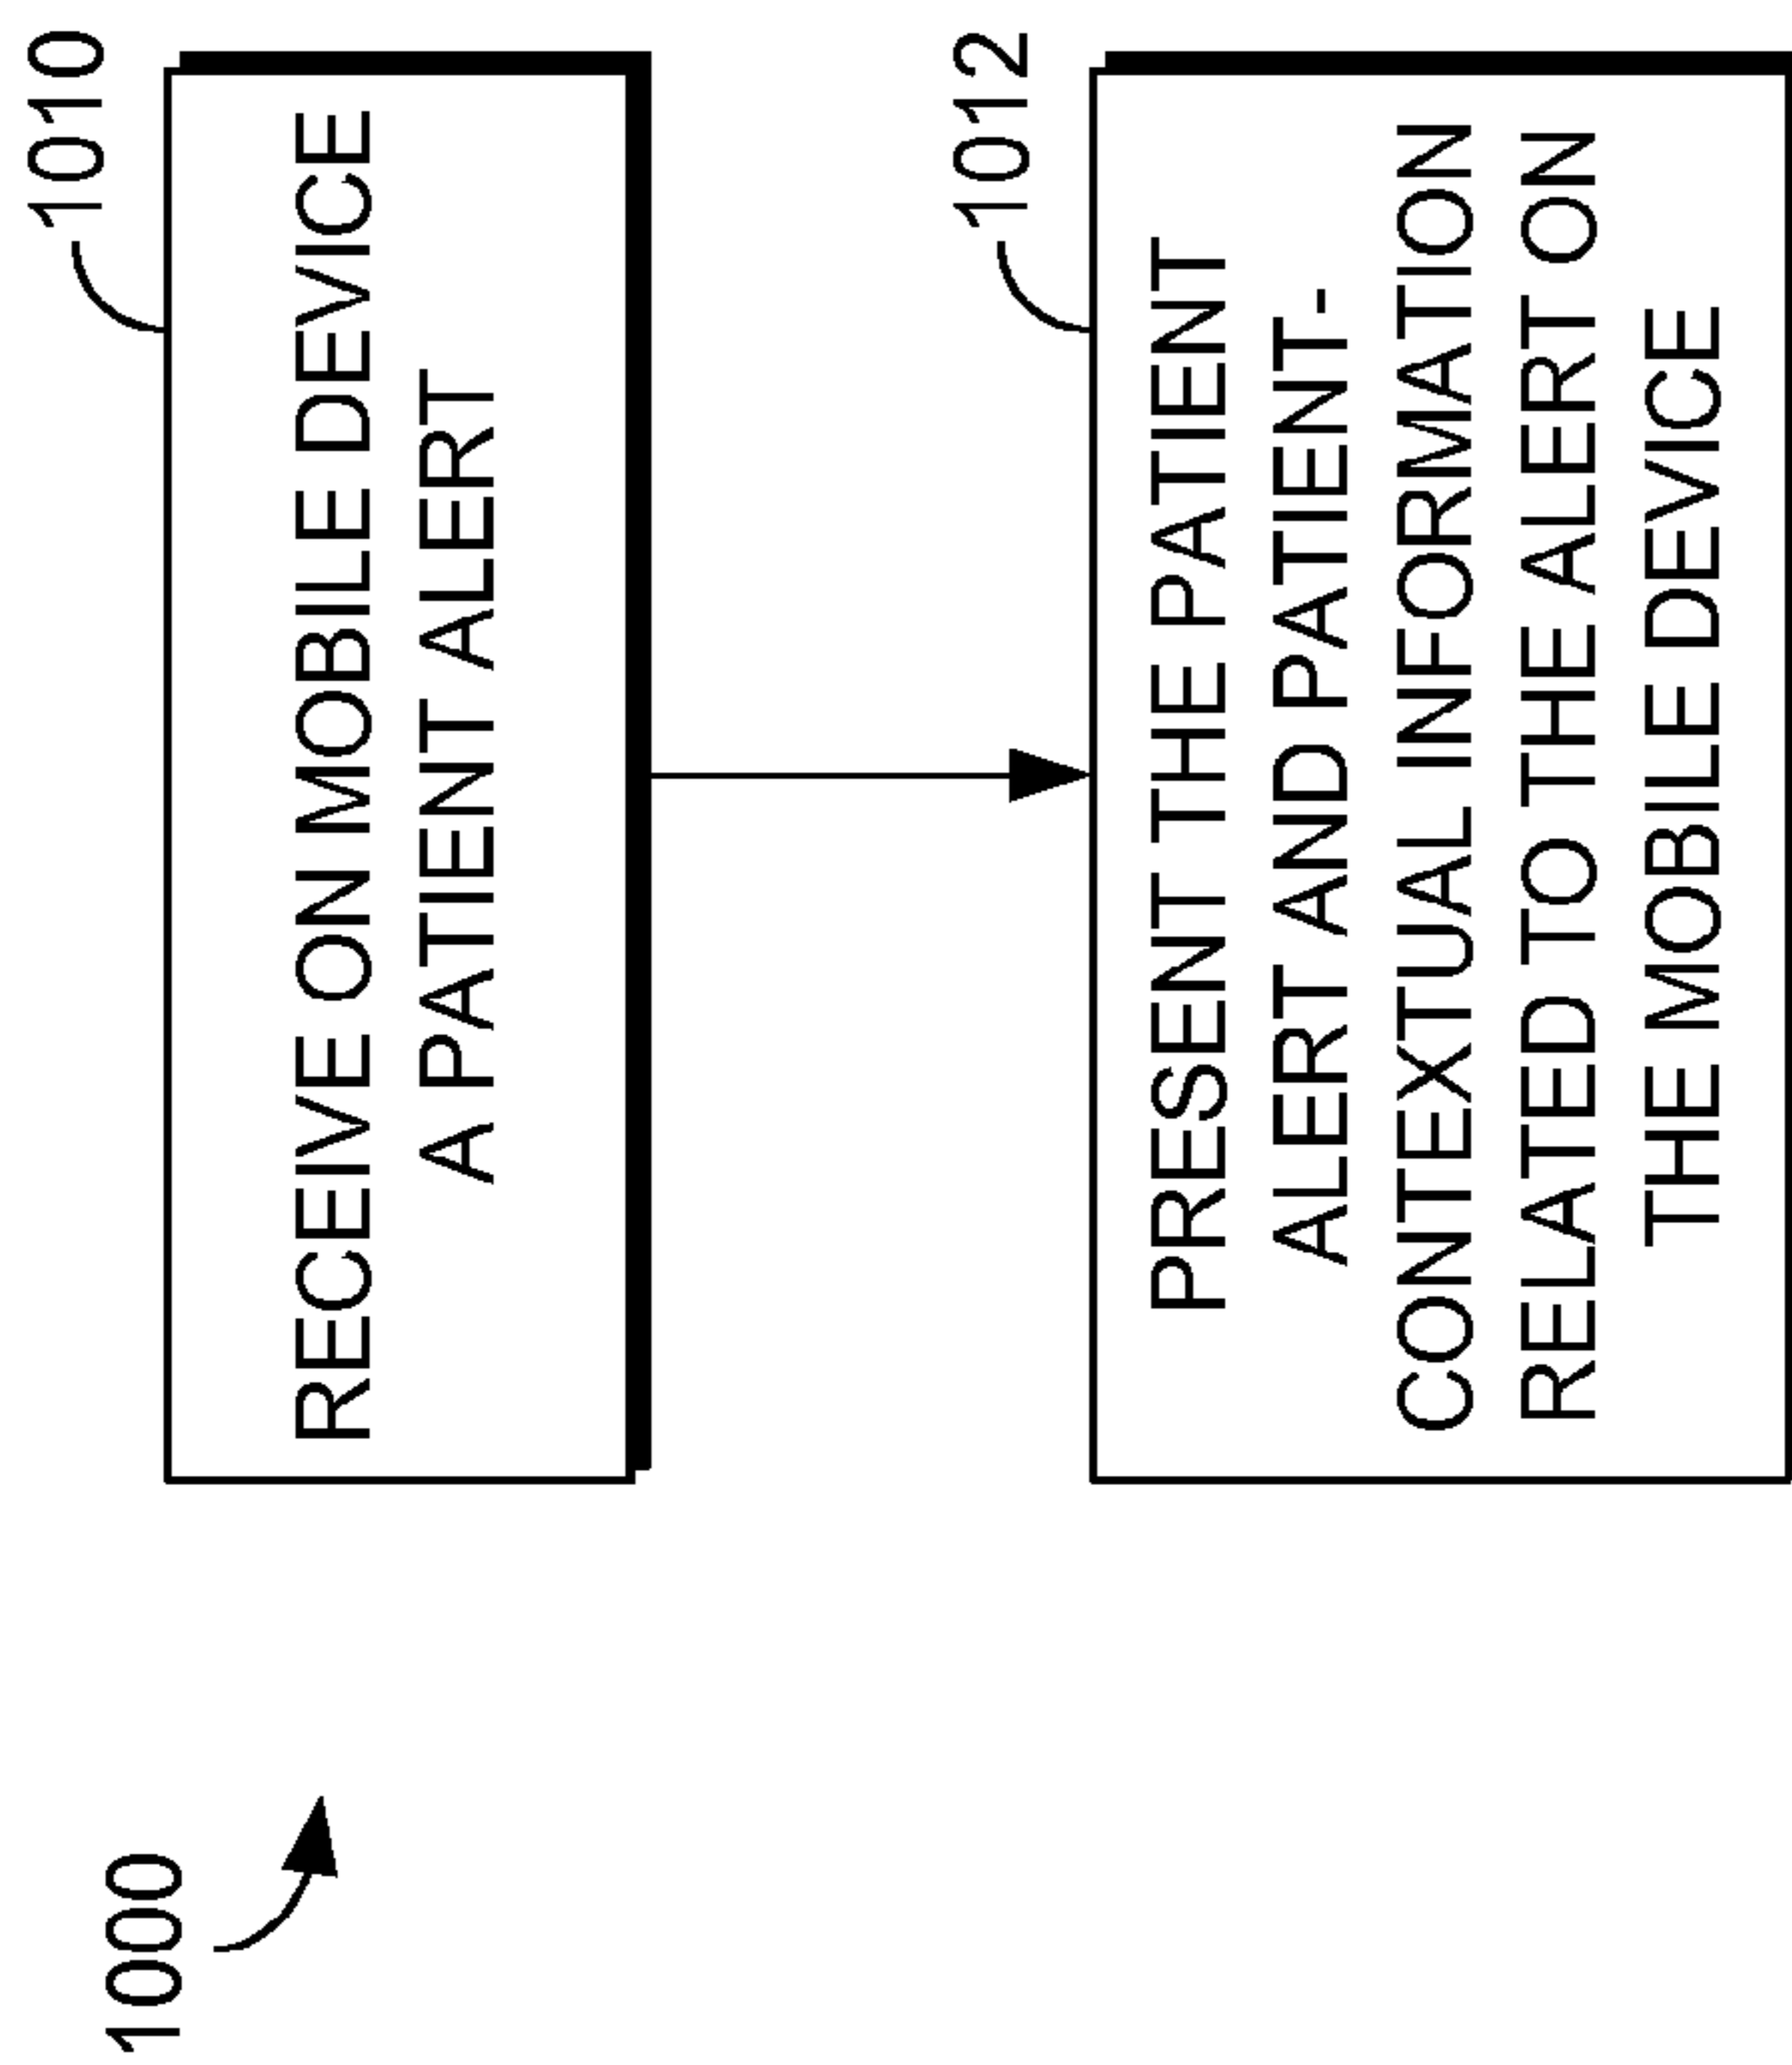 1000
1010
RECEIVE ON MOBILE DEVICE
A PATIENT ALERT
1012
PRESENT THE PATIENT
ALERT AND PATIENT-
CONTEXTUAL INFORMATION
RELATED TO THE ALERT ON
THE MOBILE DEVICE